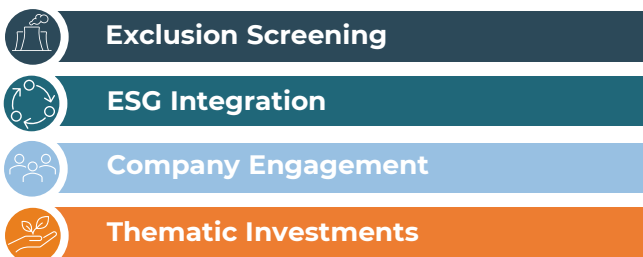 Exclusion Screening
ESG Integration
Company Engagement
Thematic Investments